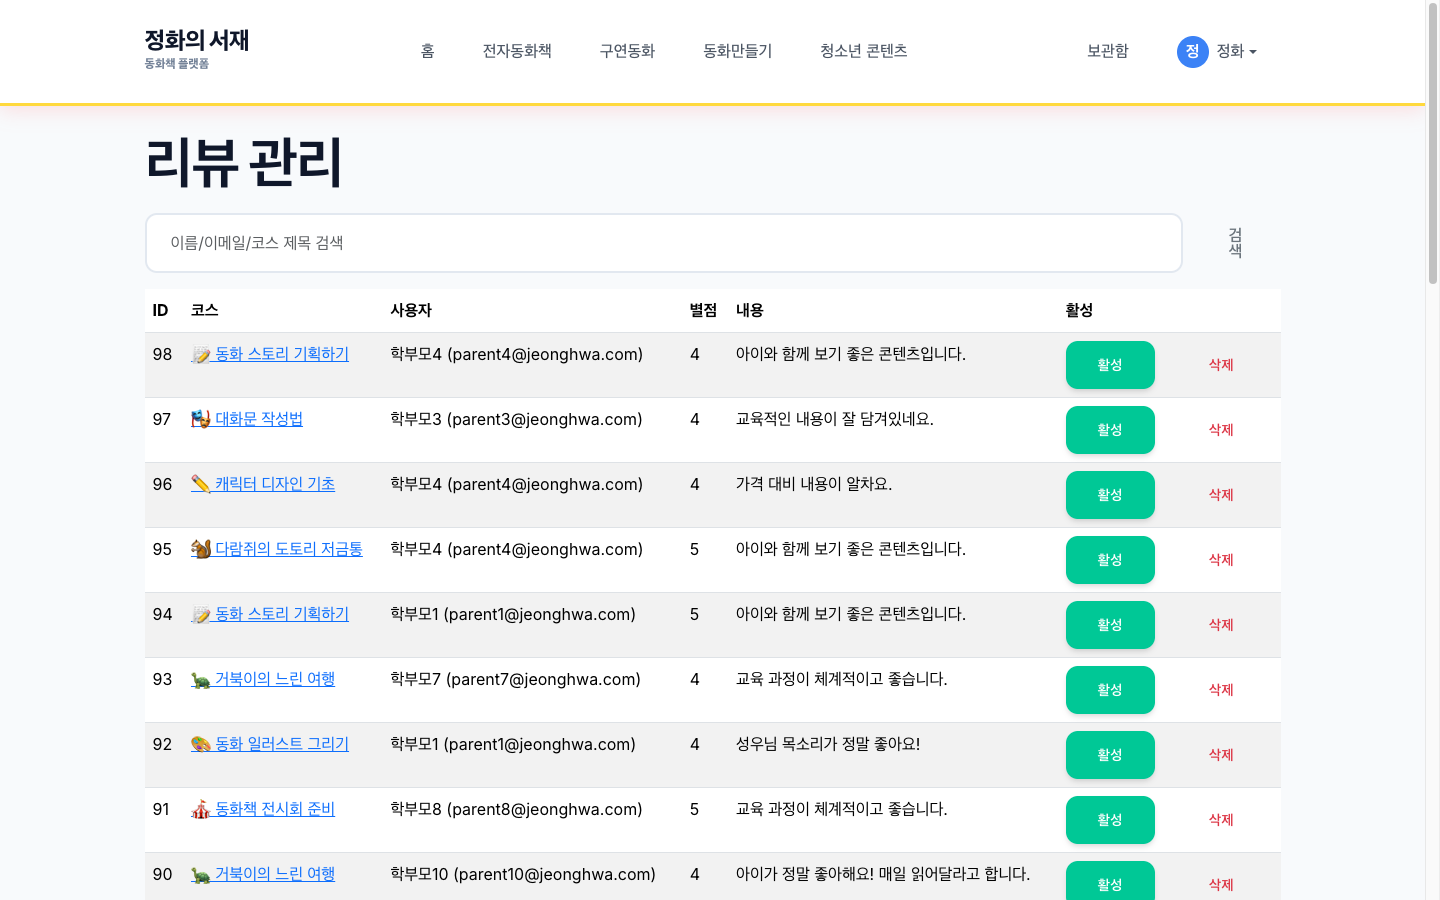 정화의 서재
동화책 플랫폼
홈 전자동화책 구연동화 동화만들기 청소년 콘텐츠 보관함 정 정화
리뷰 관리
이름/이메일/코스 제목 검색 검색
ID 코스 사용자 별점 내용 활성
98 동화 스토리 기획하기 학부모4 (parent4@jeonghwa.com) 4 아이와 함께 보기 좋은 콘텐츠입니다. 활성 삭제
97 대화문 작성법 학부모3 (parent3@jeonghwa.com) 4 교육적인 내용이 잘 담겨있네요. 활성 삭제
96 캐릭터 디자인 기초 학부모4 (parent4@jeonghwa.com) 4 가격 대비 내용이 알차요. 활성 삭제
95 다람쥐의 도토리 저금통 학부모4 (parent4@jeonghwa.com) 5 아이와 함께 보기 좋은 콘텐츠입니다. 활성 삭제
94 동화 스토리 기획하기 학부모1 (parent1@jeonghwa.com) 5 아이와 함께 보기 좋은 콘텐츠입니다. 활성 삭제
93 거북이의 느린 여행 학부모7 (parent7@jeonghwa.com) 4 교육 과정이 체계적이고 좋습니다. 활성 삭제
92 동화 일러스트 그리기 학부모1 (parent1@jeonghwa.com) 4 성우님 목소리가 정말 좋아요! 활성 삭제
91 동화책 전시회 준비 학부모8 (parent8@jeonghwa.com) 5 교육 과정이 체계적이고 좋습니다. 활성 삭제
90 거북이의 느린 여행 학부모10 (parent10@jeonghwa.com) 4 아이가 정말 좋아해요! 매일 읽어달라고 합니다. 활성 삭제